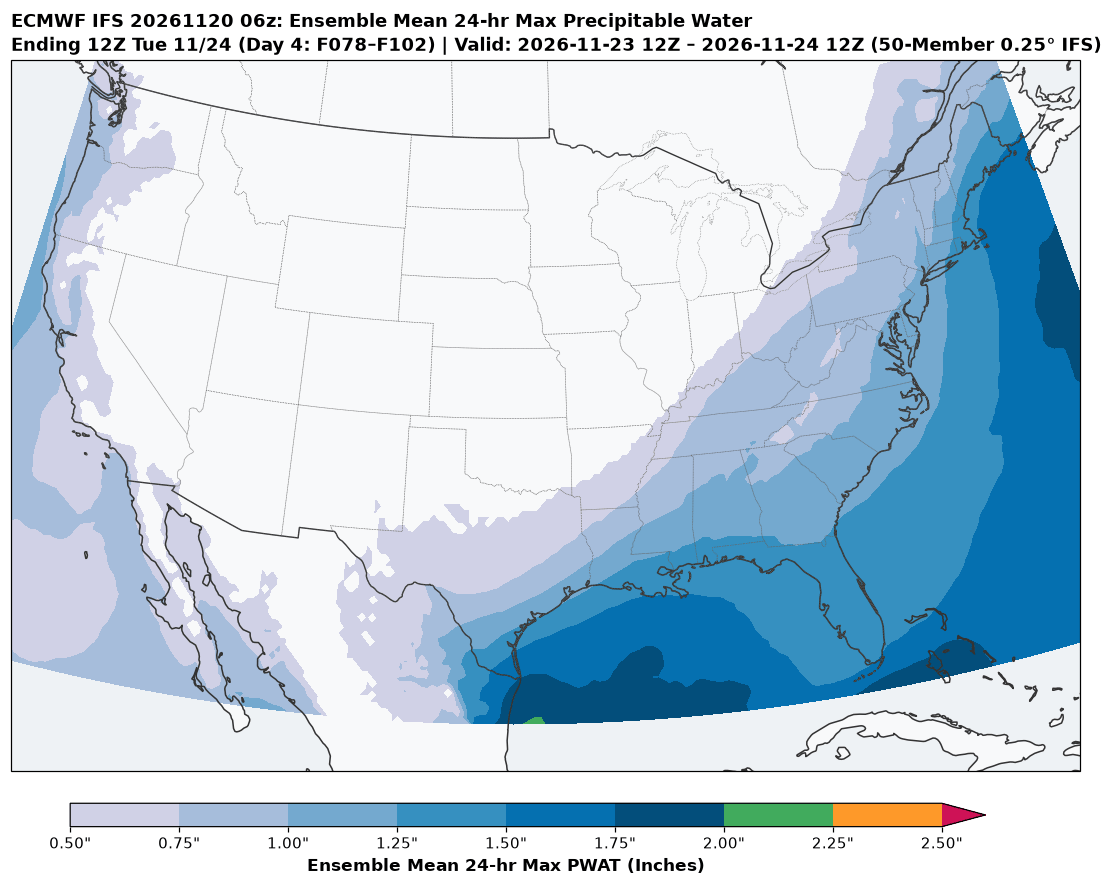 ECMWF IFS 20261120 06z: Ensemble Mean 24-hr Max Precipitable Water
Ending 12Z Tue 11/24 (Day 4: F078–F102) | Valid: 2026-11-23 12Z – 2026-11-24 12Z (50-Member 0.25° IFS)
0.50" 0.75" 1.00" 1.25" 1.50" 1.75" 2.00" 2.25" 2.50"
Ensemble Mean 24-hr Max PWAT (Inches)